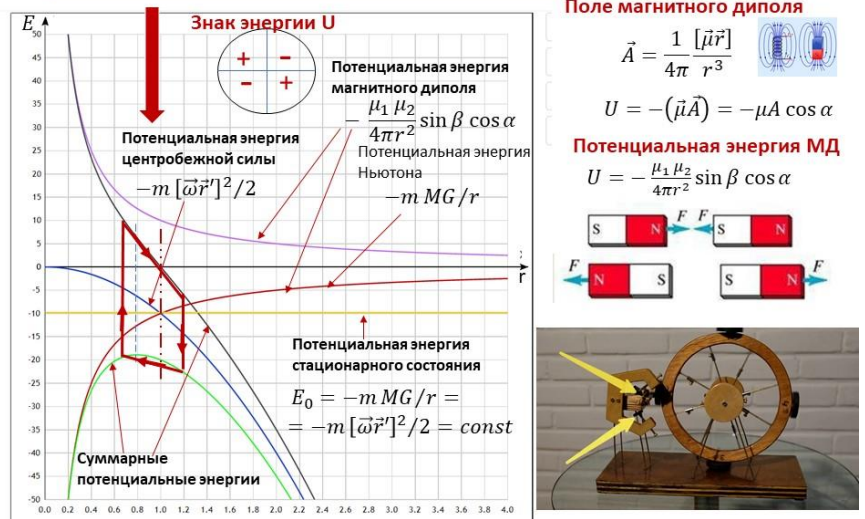 Знак энергии U
E
50
45
40
35
30
25
20
15
10
5
0
-5
-10
-15
-20
-25
-30
-35
-40
-45
-50
+ -
- +
Потенциальная энергия
магнитного диполя
- μ₁ μ₂ / 4πr² sin β cos α
Потенциальная энергия
Ньютона
-m MG/r
Потенциальная энергия
центробежной силы
-m [ω⃗r⃗′]²/2
r
Потенциальная энергия
стационарного состояния
E₀ = -m MG/r =
= -m [ω⃗r⃗′]²/2 = const
Суммарные
потенциальные энергии
0.0 0.2 0.4 0.6 0.8 1.0 1.2 1.4 1.6 1.8 2.0 2.2 2.4 2.6 2.8 3.0 3.2 3.4 3.6 3.8 4.0
Поле магнитного диполя
A⃗ = 1/4π [μ⃗r⃗]/r³
U = -(μ⃗A⃗) = -μA cos α
Потенциальная энергия МД
U = - μ₁ μ₂ / 4πr² sin β cos α
S N F F S N
F N S S N F